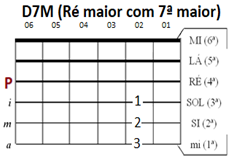 D7M (Ré maior com 7ª maior)
06 05 04 03 02 01
MI (6ª)
LÁ (5ª)
P RÉ (4ª)
i 1 SOL (3ª)
m 2 SI (2ª)
a 3 mi (1ª)